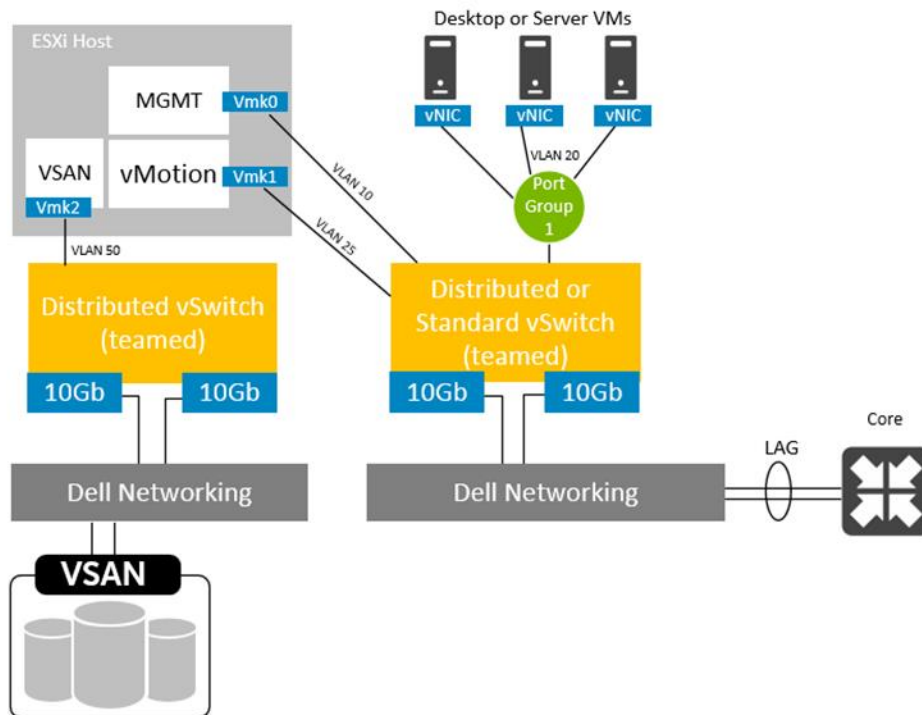 Desktop or Server VMs
ESXi Host
MGMT
Vmk0
vNIC
vNIC
vNIC
VLAN 20
VSAN
vMotion
Vmk1
Vmk2
VLAN 10
Port
Group
1
VLAN 50
VLAN 25
Distributed vSwitch
(teamed)
Distributed or
Standard vSwitch
(teamed)
10Gb
10Gb
10Gb
10Gb
Core
LAG
Dell Networking
Dell Networking
VSAN